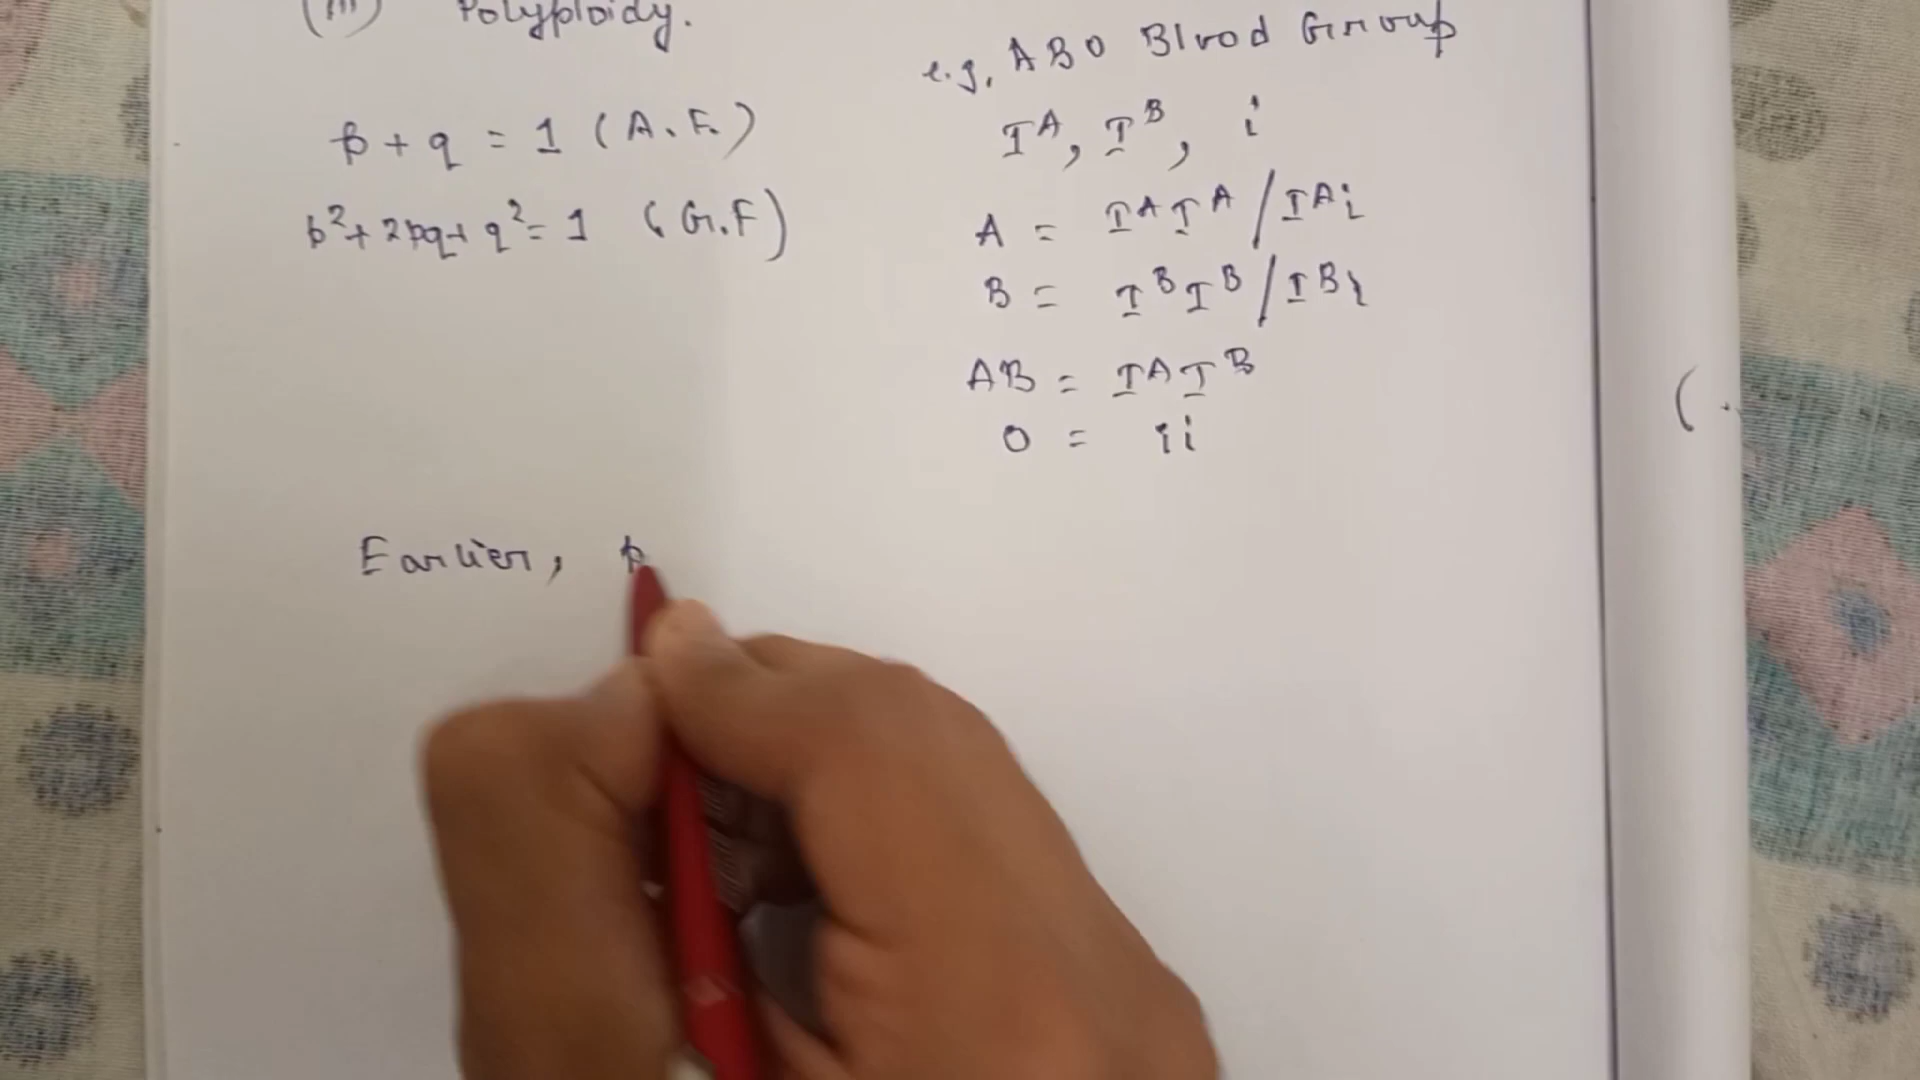 (III) Polyploidy.
p + q = 1 (A.F.)
p² + 2pq + q² = 1 (G.F)
e.g, ABO Blood Group
Iᴬ, Iᴮ, i
A = IᴬIᴬ / Iᴬi
B = IᴮIᴮ / Iᴮi
AB = IᴬIᴮ
O = ii
Earlier, p
(